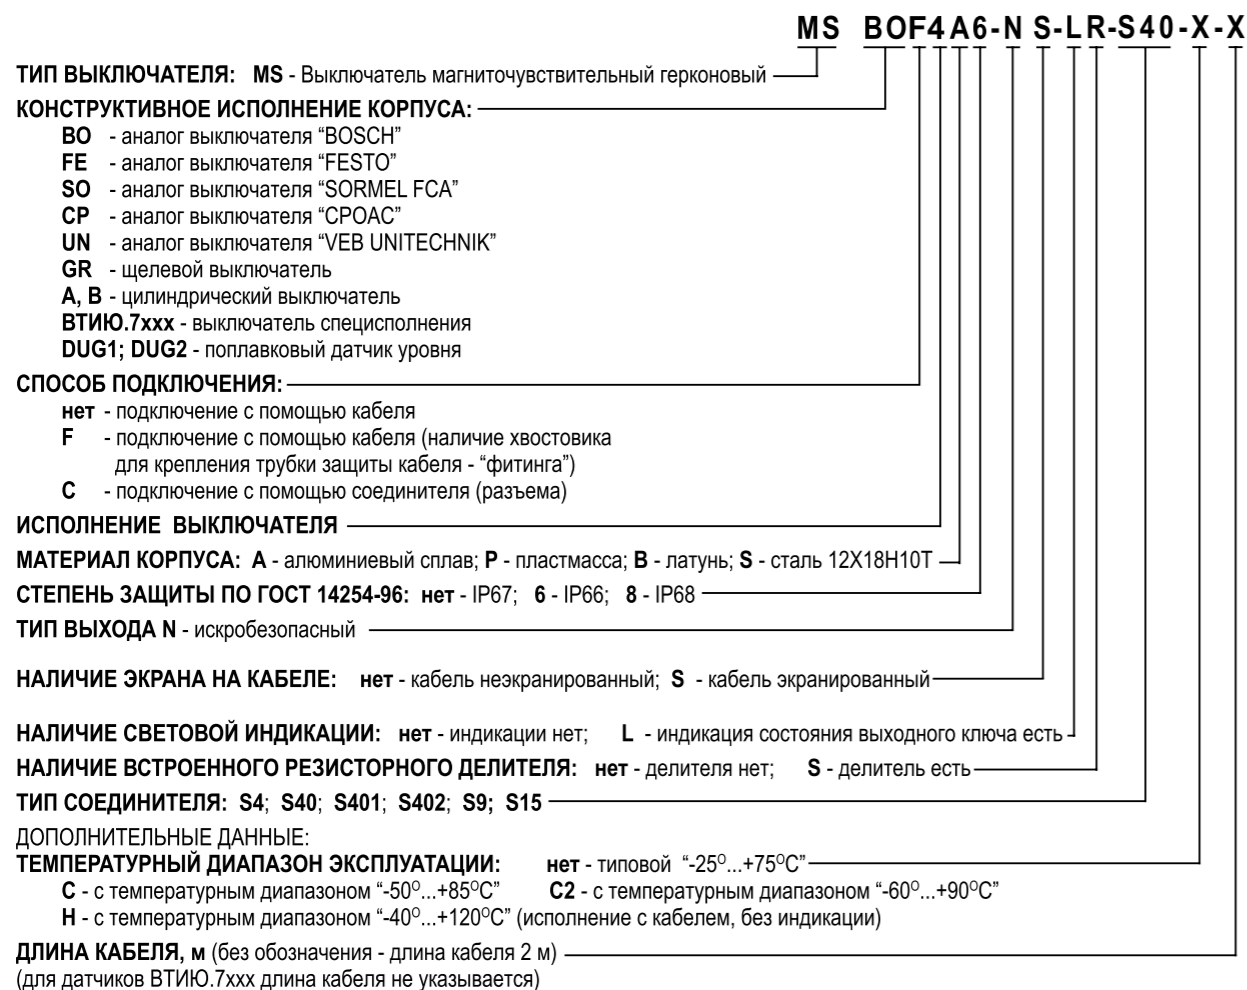 MS BOF4A6-N S-LR-S40-X-X
ТИП ВЫКЛЮЧАТЕЛЯ: MS - Выключатель магниточувствительный герконовый
КОНСТРУКТИВНОЕ ИСПОЛНЕНИЕ КОРПУСА:
BO - аналог выключателя “BOSCH”
FE - аналог выключателя “FESTO”
SO - аналог выключателя “SORMEL FCA”
CP - аналог выключателя “CPOAC”
UN - аналог выключателя “VEB UNITECHNIK”
GR - щелевой выключатель
A, B - цилиндрический выключатель
ВТИЮ.7xxx - выключатель специсполнения
DUG1; DUG2 - поплавковый датчик уровня
СПОСОБ ПОДКЛЮЧЕНИЯ:
нет - подключение с помощью кабеля
F - подключение с помощью кабеля (наличие хвостовика
для крепления трубки защиты кабеля - “фитинга”)
C - подключение с помощью соединителя (разъема)
ИСПОЛНЕНИЕ ВЫКЛЮЧАТЕЛЯ
МАТЕРИАЛ КОРПУСА: A - алюминиевый сплав; P - пластмасса; B - латунь; S - сталь 12Х18Н10Т
СТЕПЕНЬ ЗАЩИТЫ ПО ГОСТ 14254-96: нет - IP67; 6 - IP66; 8 - IP68
ТИП ВЫХОДА N - искробезопасный
НАЛИЧИЕ ЭКРАНА НА КАБЕЛЕ: нет - кабель неэкранированный; S - кабель экранированный
НАЛИЧИЕ СВЕТОВОЙ ИНДИКАЦИИ: нет - индикации нет; L - индикация состояния выходного ключа есть
НАЛИЧИЕ ВСТРОЕННОГО РЕЗИСТОРНОГО ДЕЛИТЕЛЯ: нет - делителя нет; S - делитель есть
ТИП СОЕДИНИТЕЛЯ: S4; S40; S401; S402; S9; S15
ДОПОЛНИТЕЛЬНЫЕ ДАННЫЕ:
ТЕМПЕРАТУРНЫЙ ДИАПАЗОН ЭКСПЛУАТАЦИИ: нет - типовой “-25°...+75°C”
C - с температурным диапазоном “-50°...+85°C” C2 - с температурным диапазоном “-60°...+90°C”
H - с температурным диапазоном “-40°...+120°C” (исполнение с кабелем, без индикации)
ДЛИНА КАБЕЛЯ, м (без обозначения - длина кабеля 2 м)
(для датчиков ВТИЮ.7xxx длина кабеля не указывается)